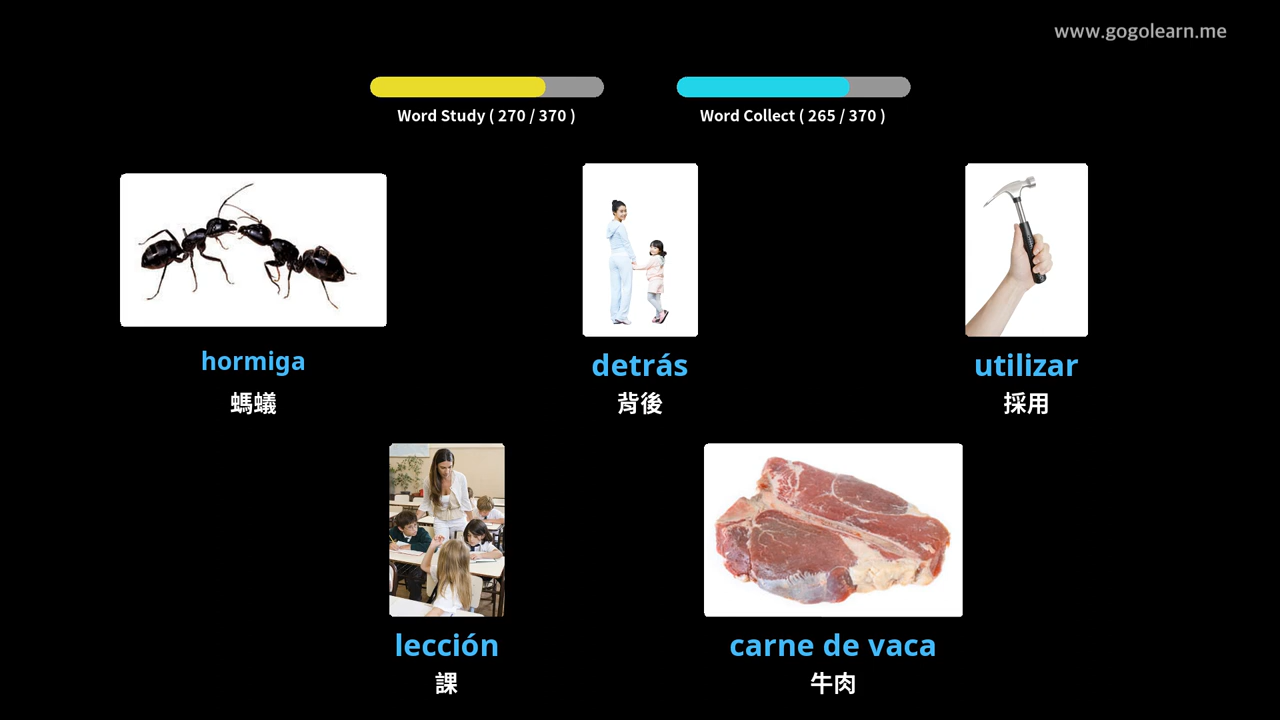 www.gogolearn.me
Word Study ( 270 / 370 )
Word Collect ( 265 / 370 )
hormiga
螞蟻
detrás
背後
utilizar
採用
lección
課
carne de vaca
牛肉